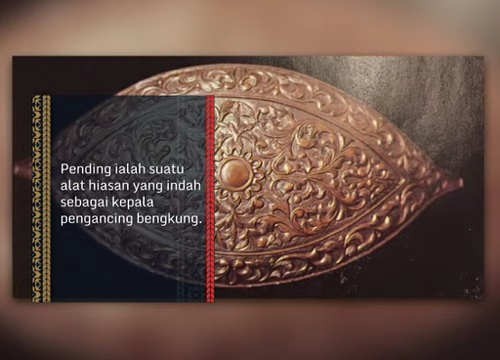 Pending ialah suatu
alat hiasan yang indah
sebagai kepala
pengancing bengkung.